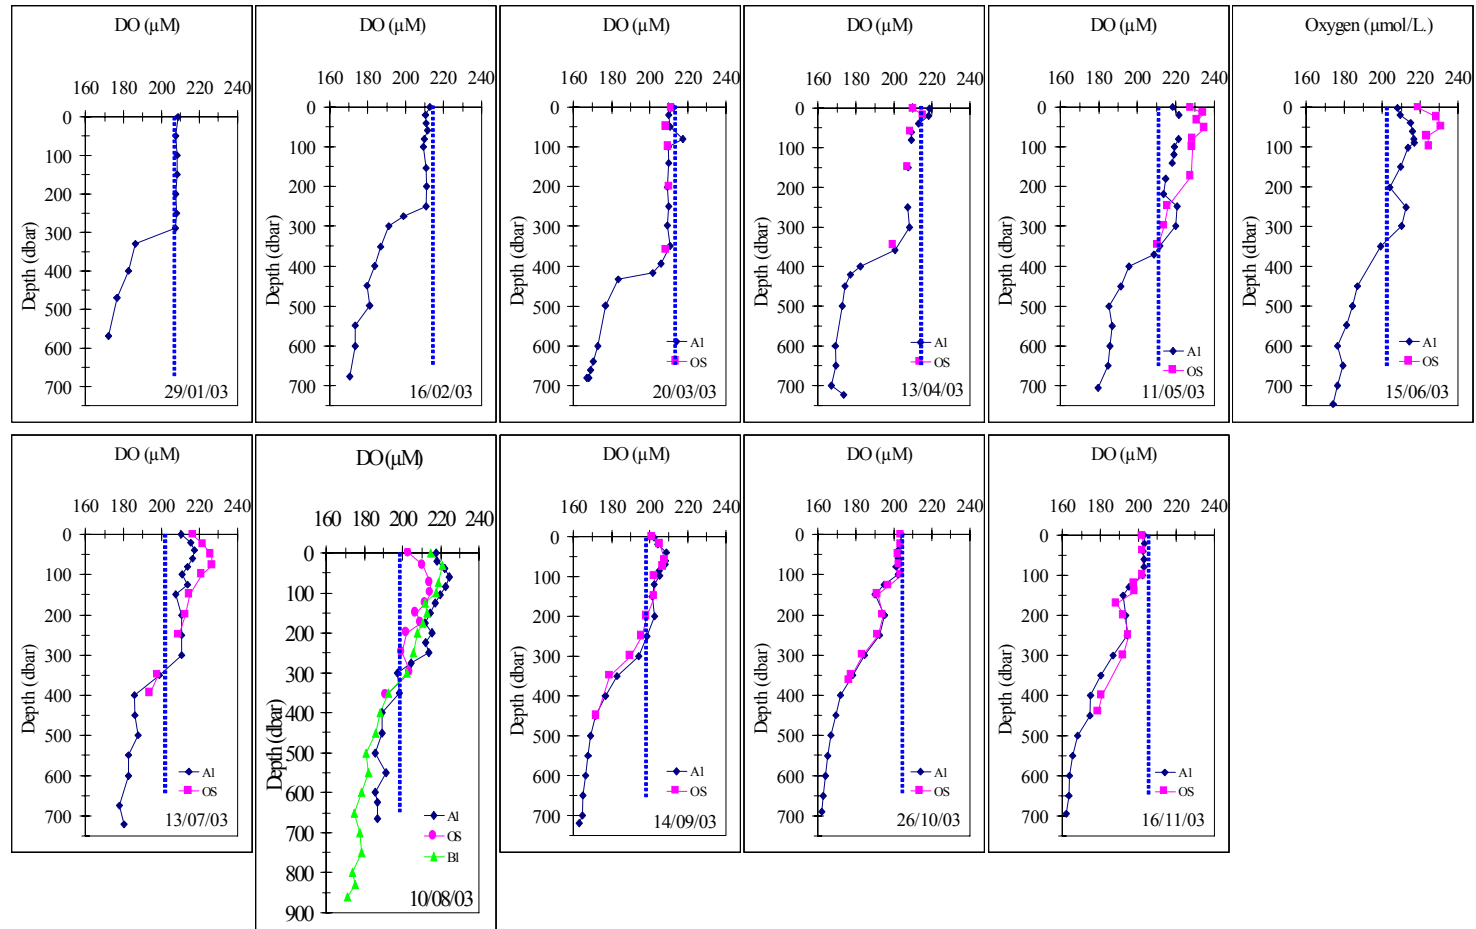 DO (µM)
160 180 200 220 240
0
100
200
300
400
500
600
700
Depth (dbar)
29/01/03
DO (µM)
160 180 200 220 240
0
100
200
300
400
500
600
700
Depth (dbar)
16/02/03
DO (µM)
160 180 200 220 240
0
100
200
300
400
500
600
700
Depth (dbar)
A1
OS
20/03/03
DO (µM)
160 180 200 220 240
0
100
200
300
400
500
600
700
Depth (dbar)
A1
OS
13/04/03
DO (µM)
160 180 200 220 240
0
100
200
300
400
500
600
700
Depth (dbar)
A1
OS
11/05/03
Oxygen (µmol/L.)
160 180 200 220 240
0
100
200
300
400
500
600
700
Depth (dbar)
A1
OS
15/06/03
DO (µM)
160 180 200 220 240
0
100
200
300
400
500
600
700
Depth (dbar)
A1
OS
13/07/03
DO (µM)
160 180 200 220 240
0
100
200
300
400
500
600
700
800
900
Depth (dbar)
A1
OS
B1
10/08/03
DO (µM)
160 180 200 220 240
0
100
200
300
400
500
600
700
Depth (dbar)
A1
OS
14/09/03
DO (µM)
160 180 200 220 240
0
100
200
300
400
500
600
700
Depth (dbar)
A1
OS
26/10/03
DO (µM)
160 180 200 220 240
0
100
200
300
400
500
600
700
Depth (dbar)
A1
OS
16/11/03